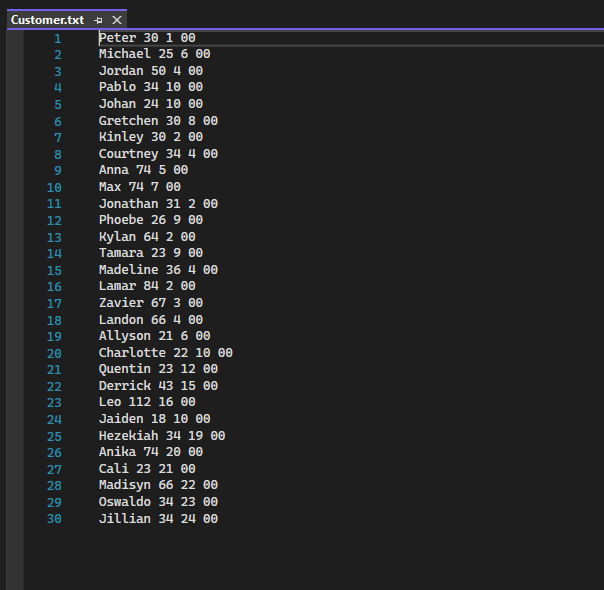 Customer.txt
1 Peter 30 1 00
2 Michael 25 6 00
3 Jordan 50 4 00
4 Pablo 34 10 00
5 Johan 24 10 00
6 Gretchen 30 8 00
7 Kinley 30 2 00
8 Courtney 34 4 00
9 Anna 74 5 00
10 Max 74 7 00
11 Jonathan 31 2 00
12 Phoebe 26 9 00
13 Kylan 64 2 00
14 Tamara 23 9 00
15 Madeline 36 4 00
16 Lamar 84 2 00
17 Zavier 67 3 00
18 Landon 66 4 00
19 Allyson 21 6 00
20 Charlotte 22 10 00
21 Quentin 23 12 00
22 Derrick 43 15 00
23 Leo 112 16 00
24 Jaiden 18 10 00
25 Hezekiah 34 19 00
26 Anika 74 20 00
27 Cali 23 21 00
28 Madisyn 66 22 00
29 Oswaldo 34 23 00
30 Jillian 34 24 00